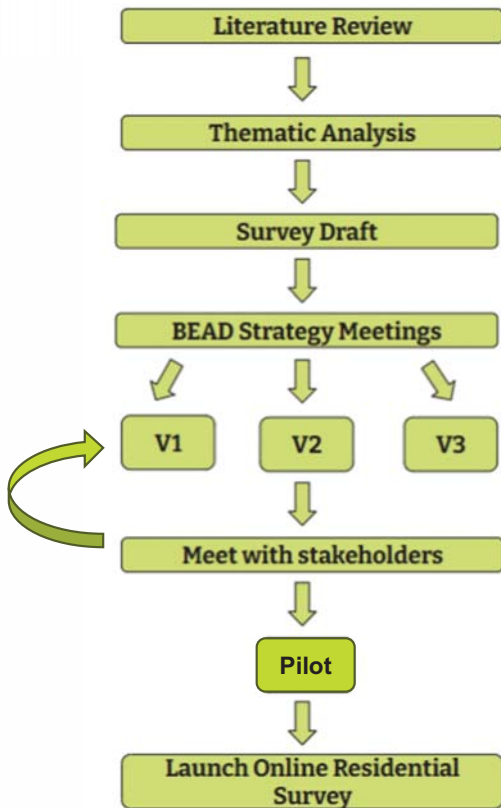 Literature Review
Thematic Analysis
Survey Draft
BEAD Strategy Meetings
V1
V2
V3
Meet with stakeholders
Pilot
Launch Online Residential
Survey